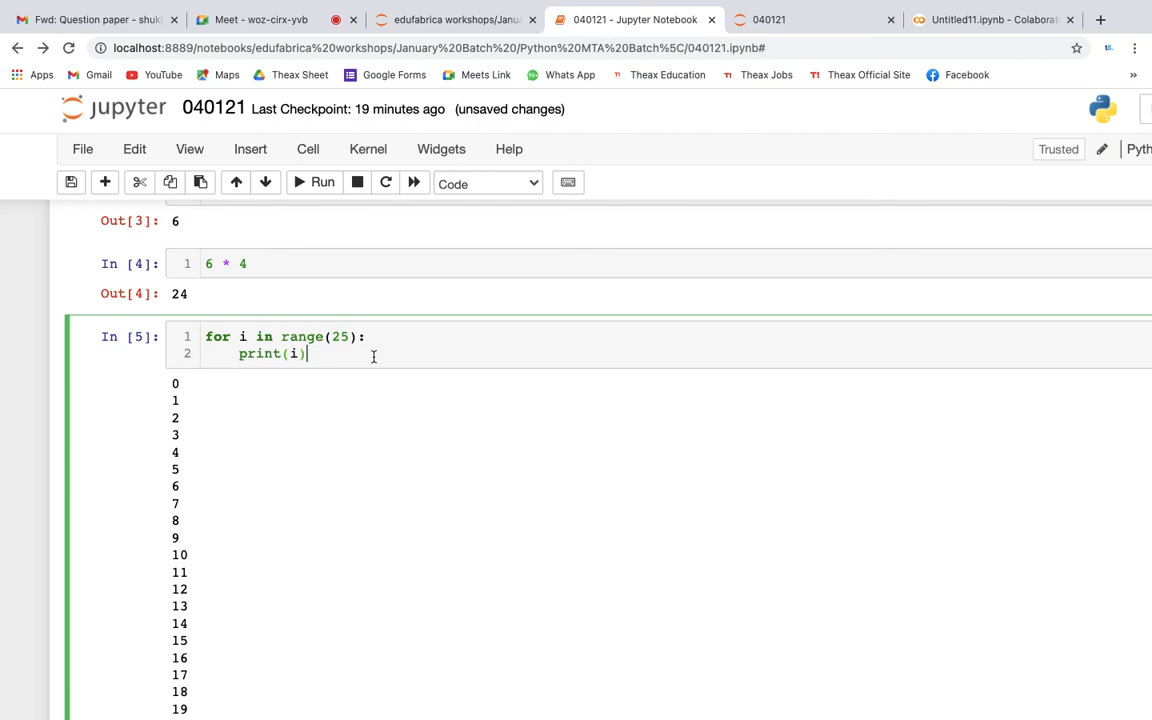 Fwd: Question paper - shuk
Meet - woz-cirx-yvb
edufabrica workshops/Janua
040121 - Jupyter Notebook
040121
Untitled11.ipynb - Colaborat
localhost:8889/notebooks/edufabrica%20workshops/January%20Batch%20/Python%20MTA%20Batch%5C/040121.ipynb#
Apps Gmail YouTube Maps Theax Sheet Google Forms Meets Link Whats App Theax Education Theax Jobs Theax Official Site Facebook »
jupyter 040121 Last Checkpoint: 19 minutes ago (unsaved changes)
File Edit View Insert Cell Kernel Widgets Help Trusted Pyth
Run Code
Out[3]: 6
In [4]: 1 6 * 4
Out[4]: 24
In [5]: 1 for i in range(25):
2 print(i)
0
1
2
3
4
5
6
7
8
9
10
11
12
13
14
15
16
17
18
19